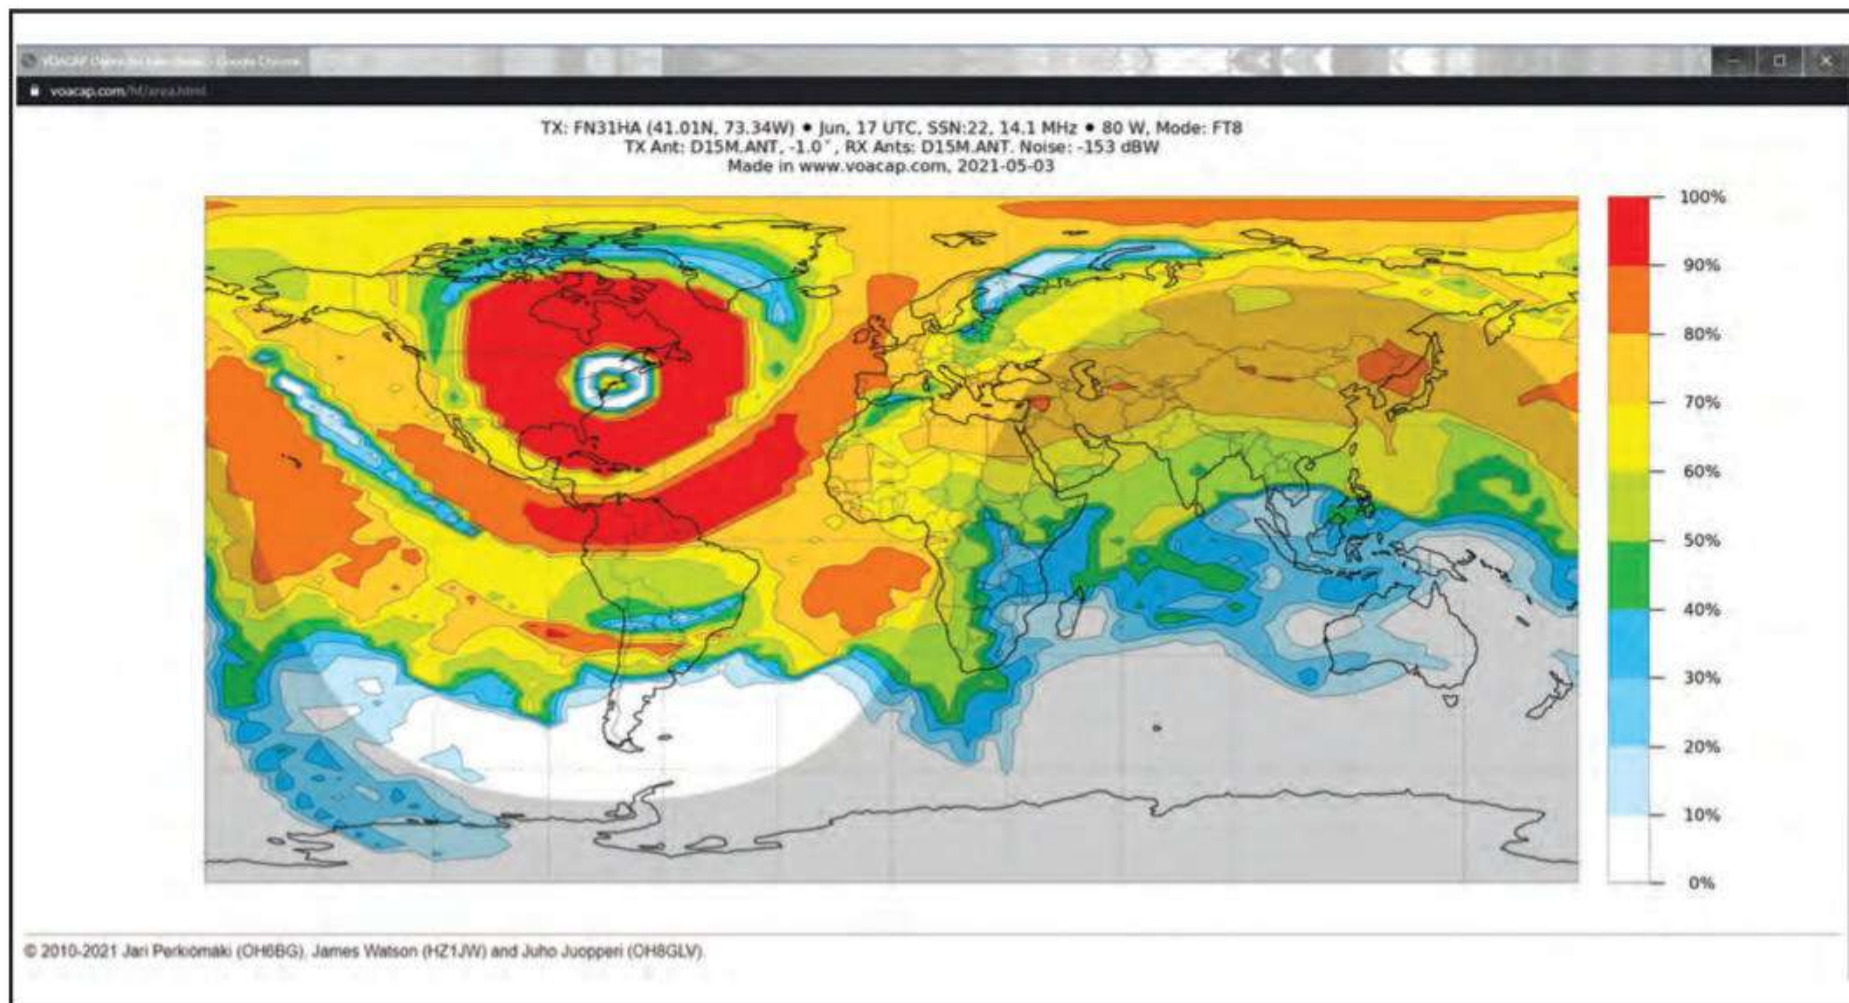 voacap.com/hf/area.html
TX: FN31HA (41.01N, 73.34W) • Jun, 17 UTC, SSN:22, 14.1 MHz • 80 W, Mode: FT8
TX Ant: D15M.ANT, -1.0°, RX Ants: D15M.ANT. Noise: -153 dBW
Made in www.voacap.com, 2021-05-03
100%
90%
80%
70%
60%
50%
40%
30%
20%
10%
0%
© 2010-2021 Jari Perkiömäki (OH6BG), James Watson (HZ1JW) and Juho Juopperi (OH8GLV).